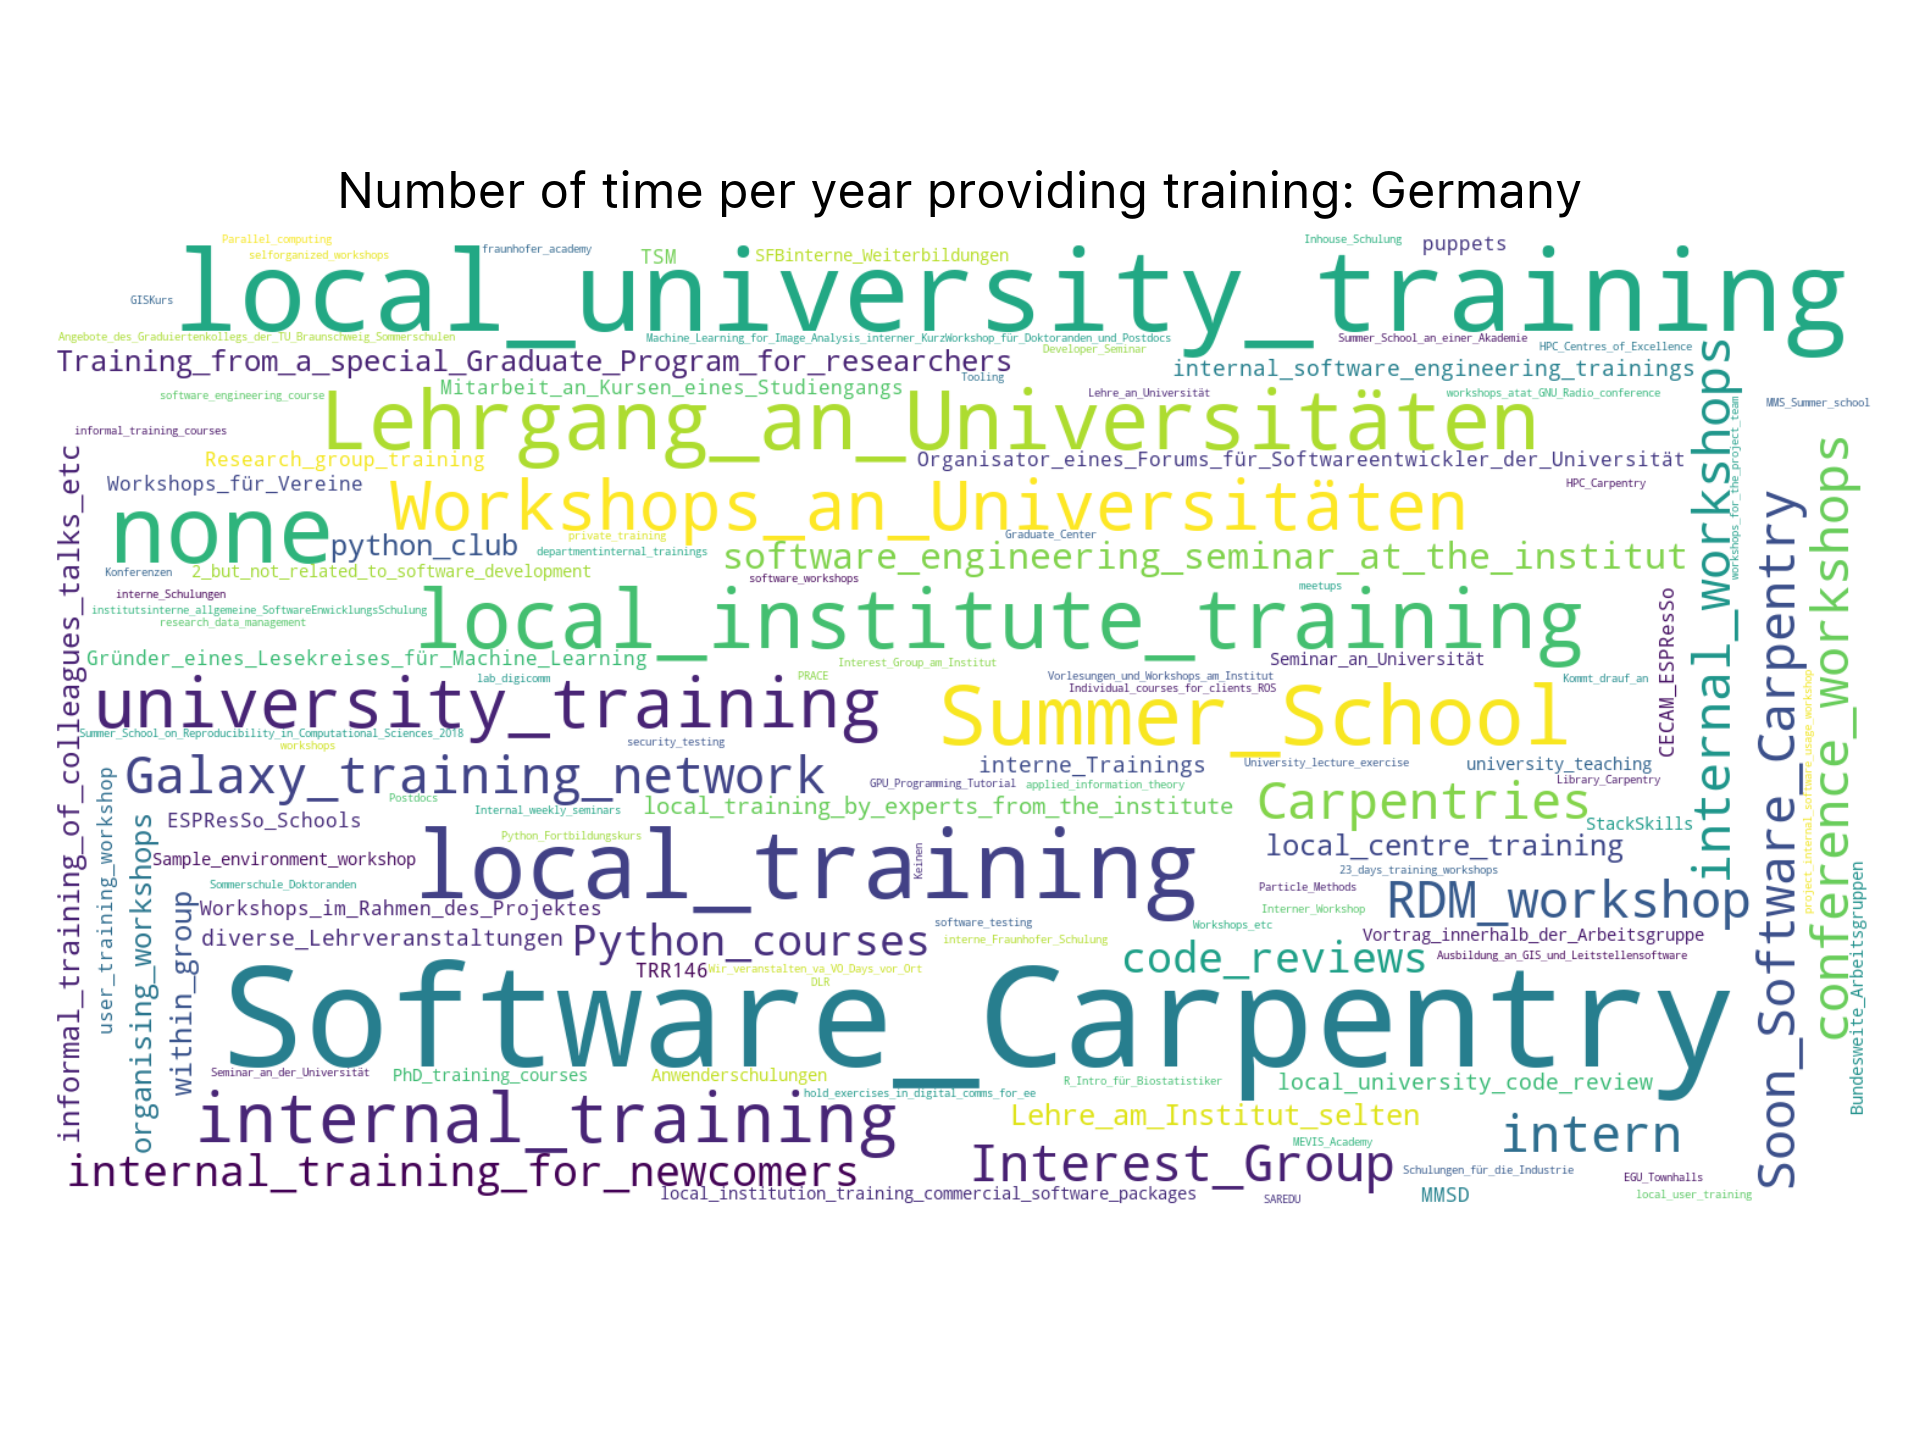 Number of time per year providing training: Germany
Parallel_computing
selforganized_workshops
fraunhofer_academy
TSM
SFBinterne_Weiterbildungen
Inhouse_Schulung
puppets
GISKurs
local_university_training
Angebote_des_Graduiertenkollegs_der_TU_Braunschweig_Sommerschulen
Machine_Learning_for_Image_Analysis_interner_KurzWorkshop_für_Doktoranden_und_Postdocs
Summer_School_an_einer_Akademie
Developer_Seminar
HPC_Centres_of_Excellence
Training_from_a_special_Graduate_Program_for_researchers
internal_software_engineering_trainings
Tooling
Mitarbeit_an_Kursen_eines_Studiengangs
software_engineering_course
Lehre_an_Universität
workshops_atat_GNU_Radio_conference
MMS_Summer_school
Lehrgang_an_Universitäten
informal_training_courses
Research_group_training
Organisator_eines_Forums_für_Softwareentwickler_der_Universität
Workshops_für_Vereine
HPC_Carpentry
Workshops_an_Universitäten
none
python_club
private_training
Graduate_Center
departmentinternal_trainings
software_engineering_seminar_at_the_institut
Konferenzen
2_but_not_related_to_software_development
software_workshops
meetups
interne_Schulungen
institutsinterne_allgemeine_SoftwareEnwicklungsSchulung
research_data_management
local_institute_training
Gründer_eines_Lesekreises_für_Machine_Learning
Interest_Group_am_Institut
Seminar_an_Universität
lab_digicomm
PRACE
Vorlesungen_und_Workshops_am_Institut
Individual_courses_for_clients_ROS
Kommt_drauf_an
university_training
Summer_School
Summer_School_on_Reproducibility_in_Computational_Sciences_2018
workshops
security_testing
Galaxy_training_network
interne_Trainings
University_lecture_exercise
university_teaching
GPU_Programming_Tutorial
applied_information_theory
Library_Carpentry
Postdocs
Internal_weekly_seminars
local_training_by_experts_from_the_institute
Carpentries
ESPResSo_Schools
StackSkills
Python_Fortbildungskurs
local_training
Keinen
local_centre_training
Sample_environment_workshop
23_days_training_workshops
Sommerschule_Doktoranden
Particle_Methods
RDM_workshop
Workshops_im_Rahmen_des_Projektes
Interner_Workshop
software_testing
Workshops_etc
diverse_Lehrveranstaltungen
Python_courses
interne_Fraunhofer_Schulung
Vortrag_innerhalb_der_Arbeitsgruppe
code_reviews
Ausbildung_an_GIS_und_Leitstellensoftware
TRR146
Wir_veranstalten_va_VO_Days_vor_Ort
DLR
Software_Carpentry
Seminar_an_der_Universität
PhD_training_courses
Anwenderschulungen
R_Intro_für_Biostatistiker
local_university_code_review
hold_exercises_in_digital_comms_for_ee
internal_training
Lehre_am_Institut_selten
intern
MEVIS_Academy
internal_training_for_newcomers
Interest_Group
Schulungen_für_die_Industrie
EGU_Townhalls
local_institution_training_commercial_software_packages
SAREDU
MMSD
local_user_training
informal_training_of_colleagues_talks_etc
user_training_workshop
organising_workshops
within_group
CECAM_ESPResSo
internal_workshops
workshops_for_the_project_team
Soon_Software_Carpentry
project_internal_software_usage_workshop
conference_workshops
Bundesweite_Arbeitsgruppen